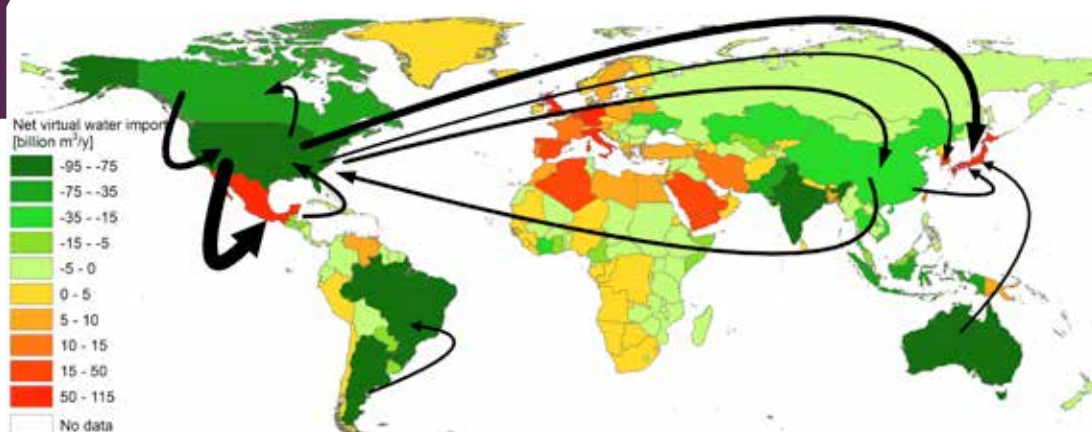 Net virtual water import
[billion m³/y]
-95 - -75
-75 - -35
-35 - -15
-15 - -5
-5 - 0
0 - 5
5 - 10
10 - 15
15 - 50
50 - 115
No data